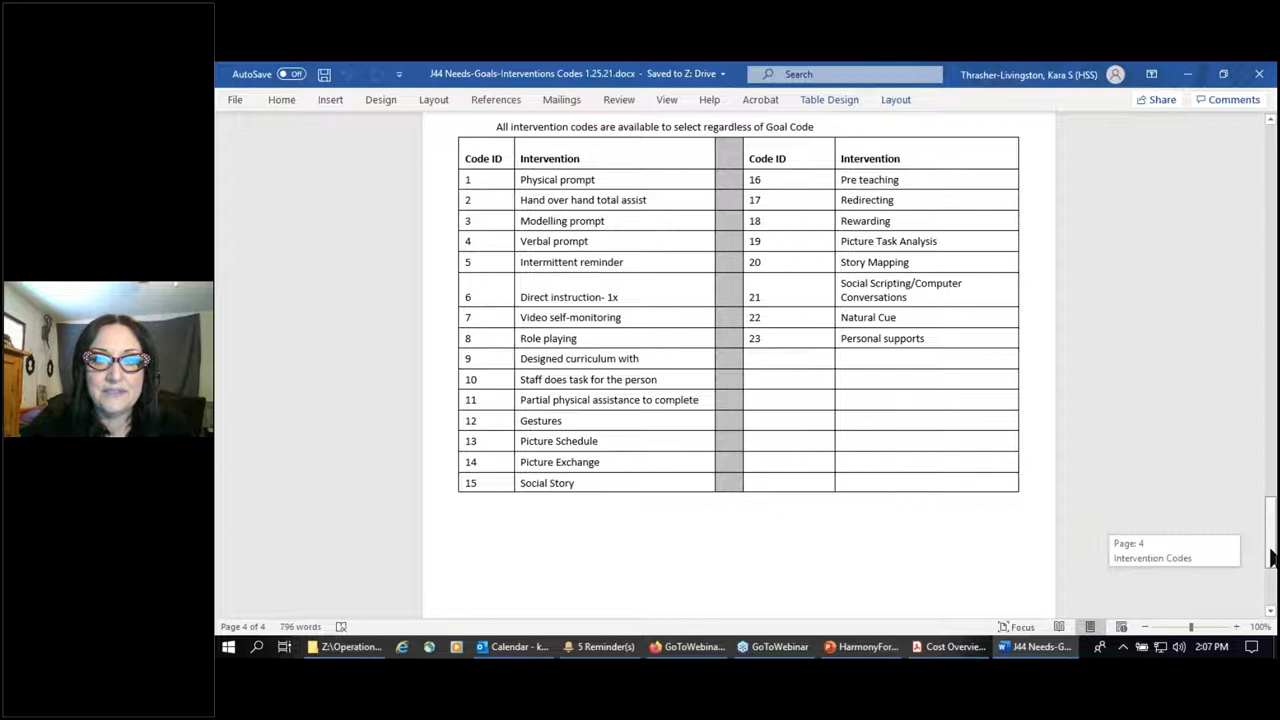 AutoSave Off J44 Needs-Goals-Interventions Codes 1.25.21.docx - Saved to Z: Drive Search Thrasher-Livingston, Kara S (HSS)
File Home Insert Design Layout References Mailings Review View Help Acrobat Table Design Layout Share Comments
All intervention codes are available to select regardless of Goal Code
Code ID Intervention Code ID Intervention
1 Physical prompt 16 Pre teaching
2 Hand over hand total assist 17 Redirecting
3 Modelling prompt 18 Rewarding
4 Verbal prompt 19 Picture Task Analysis
5 Intermittent reminder 20 Story Mapping
Social Scripting/Computer
6 Direct instruction- 1x 21 Conversations
7 Video self-monitoring 22 Natural Cue
8 Role playing 23 Personal supports
9 Designed curriculum with
10 Staff does task for the person
11 Partial physical assistance to complete
12 Gestures
13 Picture Schedule
14 Picture Exchange
15 Social Story
Page: 4
Intervention Codes
Page 4 of 4 796 words Focus 100%
Z:\Operation... Calendar - k... 5 Reminder(s) GoToWebina... GoToWebinar HarmonyFor... Cost Overvie... J44 Needs-G... 2:07 PM